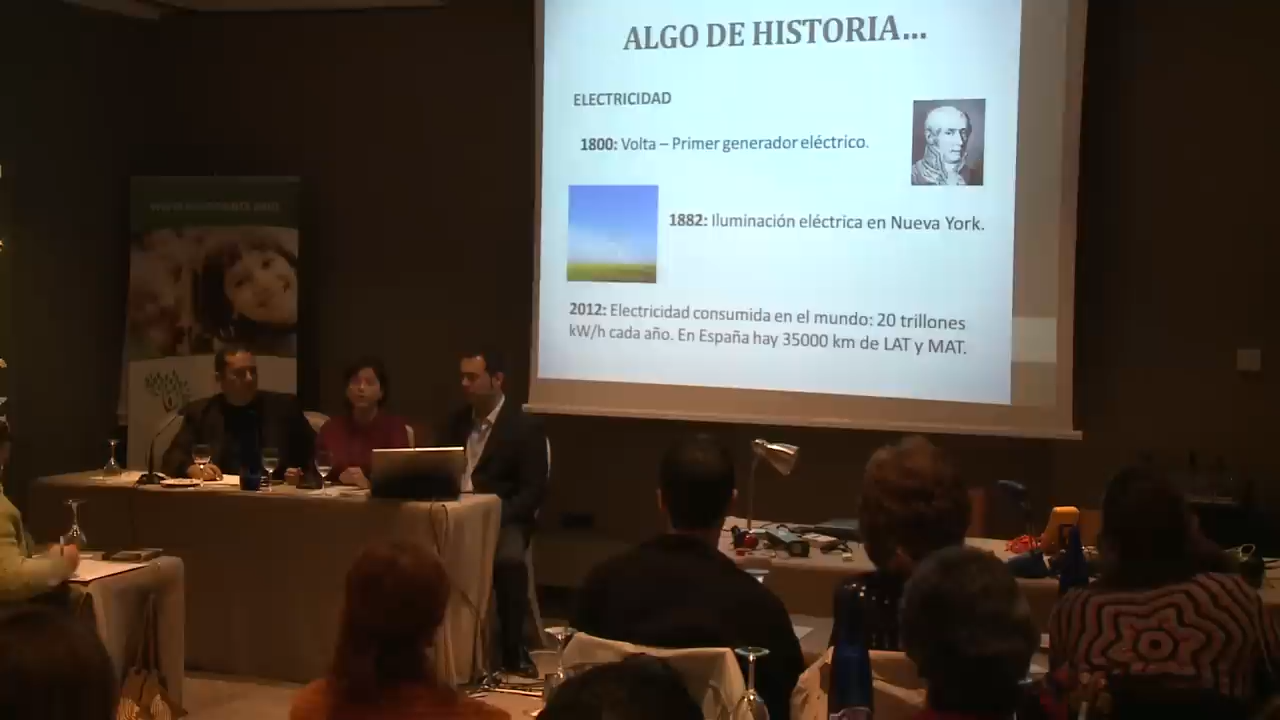 ALGO DE HISTORIA...
ELECTRICIDAD
1800: Volta – Primer generador eléctrico.
1882: Iluminación eléctrica en Nueva York.
2012: Electricidad consumida en el mundo: 20 trillones
kW/h cada año. En España hay 35000 km de LAT y MAT.